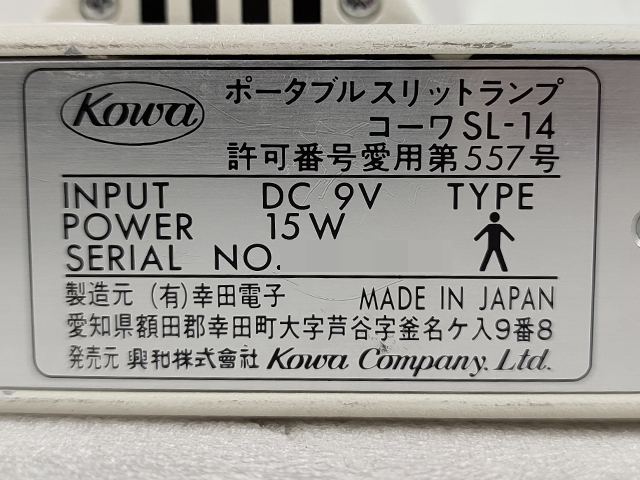 Kowa
ポータブルスリットランプ
コーワ SL-14
許可番号愛用第557号
INPUT DC 9V TYPE
POWER 15W
SERIAL NO.
製造元 (有)幸田電子 MADE IN JAPAN
愛知県額田郡幸田町大字芦谷字釜名ケ入9番8
発売元 興和株式會社 Kowa Company, Ltd.